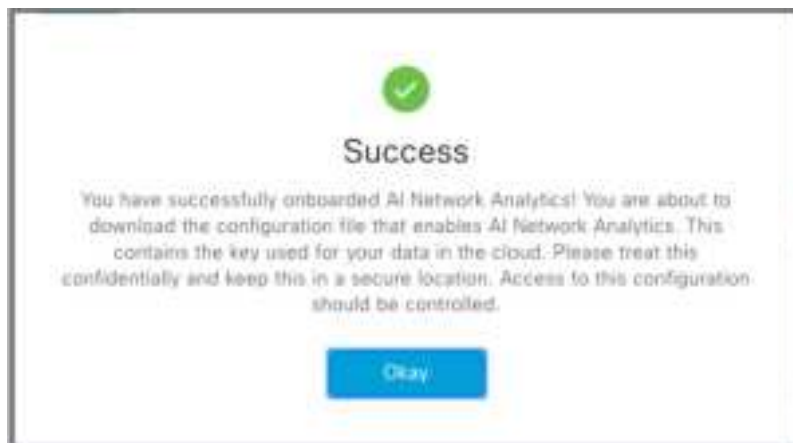 Success
You have successfully onboarded AI Network Analytics! You are about to
download the configuration file that enables AI Network Analytics. This
contains the key used for your data in the cloud. Please treat this
confidentially and keep this in a secure location. Access to this configuration
should be controlled.
Okay